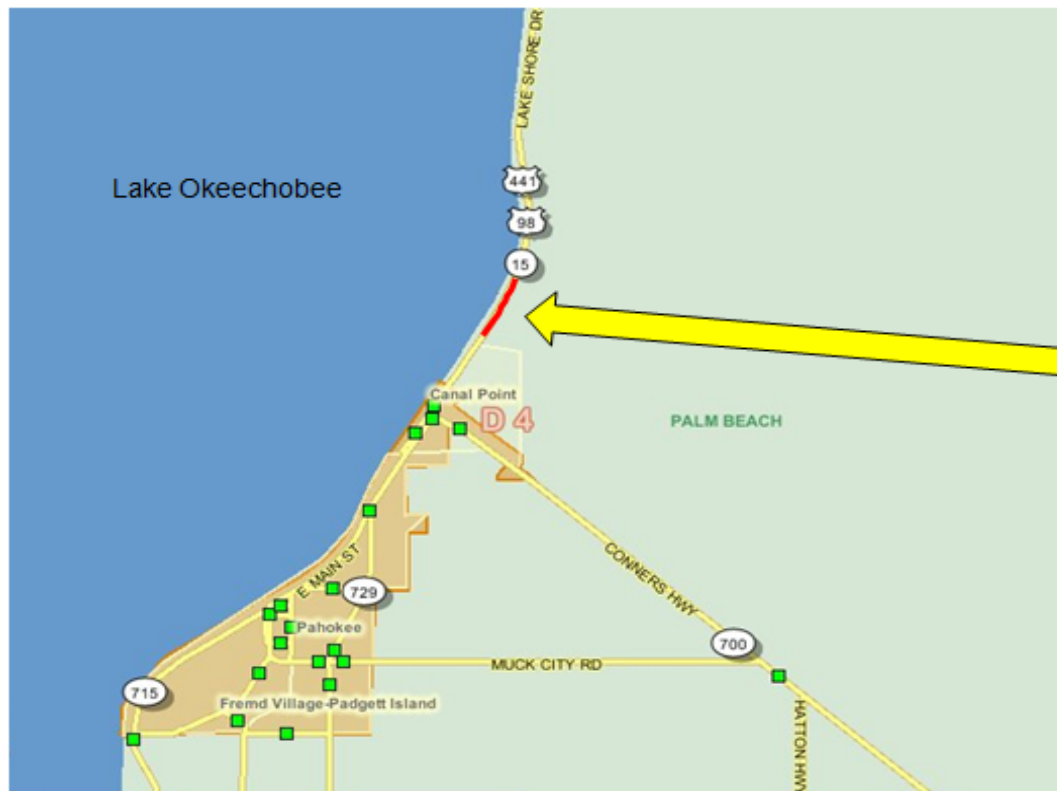 LAKE SHORE DR
Lake Okeechobee
441
98
15
Canal Point
D 4
PALM BEACH
CONNERS HWY
E MAIN ST
729
Pahokee
700
MUCK CITY RD
715
Fremd Village-Padgett Island
HATTON HWY